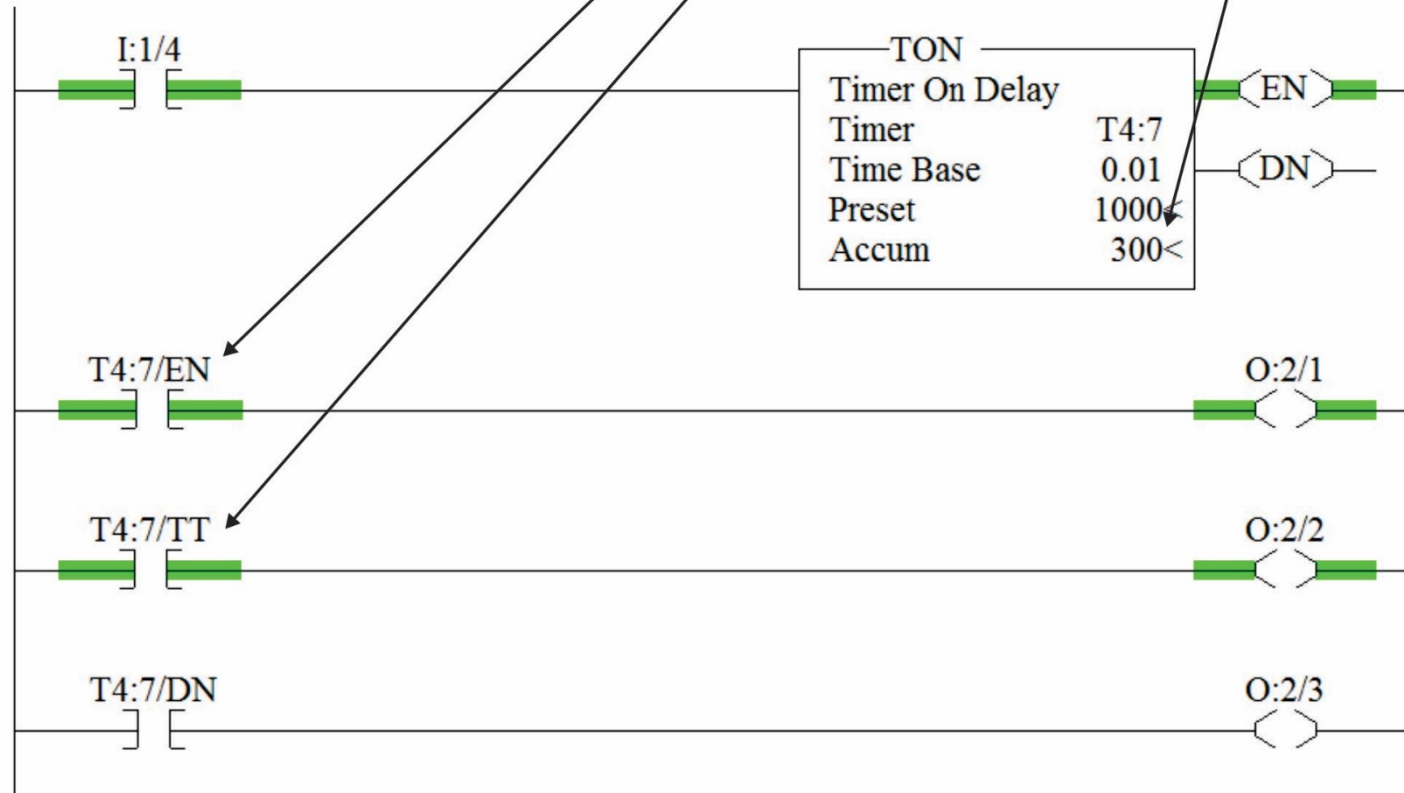 I:1/4
TON
Timer On Delay
Timer T4:7
Time Base 0.01
Preset 1000<
Accum 300<
EN
DN
T4:7/EN
O:2/1
T4:7/TT
O:2/2
T4:7/DN
O:2/3